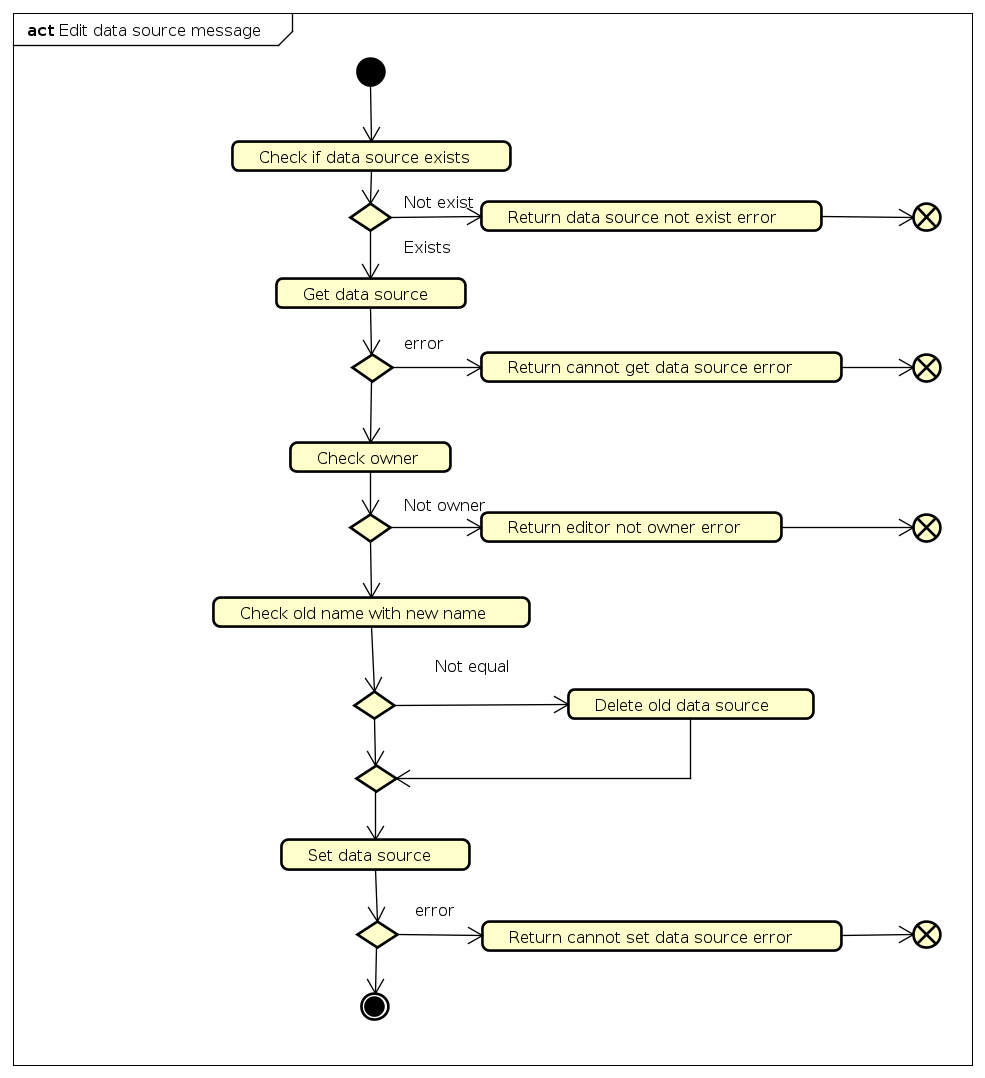 act Edit data source message
Check if data source exists
Not exist
Return data source not exist error
Exists
Get data source
error
Return cannot get data source error
Check owner
Not owner
Return editor not owner error
Check old name with new name
Not equal
Delete old data source
Set data source
error
Return cannot set data source error